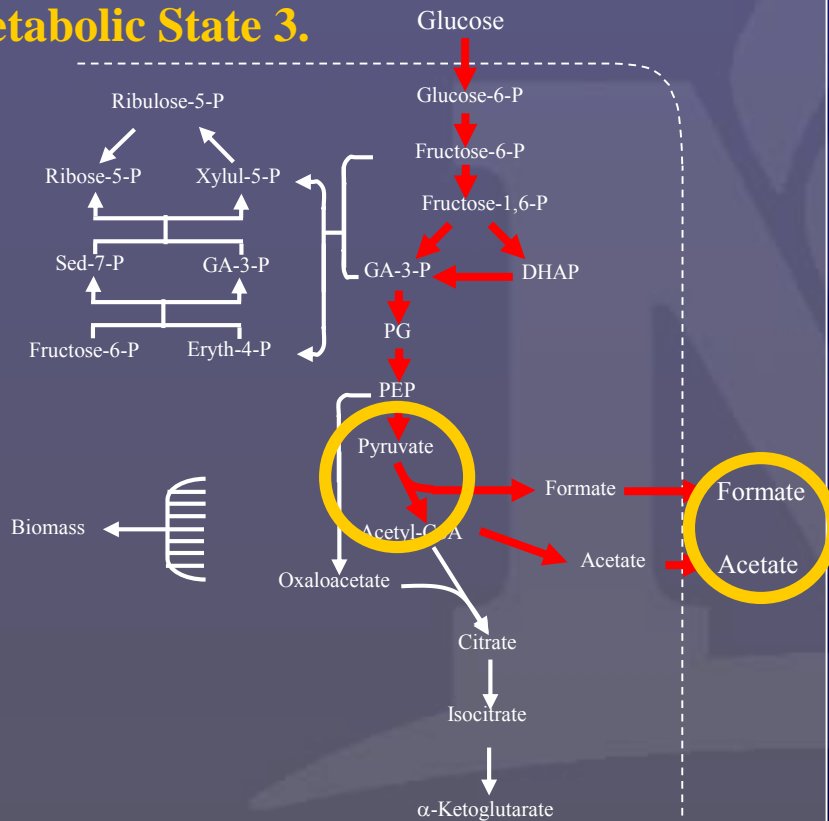 etabolic State 3.
Glucose
Glucose-6-P
Fructose-6-P
Fructose-1,6-P
GA-3-P
DHAP
PG
PEP
Pyruvate
Acetyl-CoA
Formate
Formate
Acetate
Acetate
Ribulose-5-P
Ribose-5-P
Xylul-5-P
Sed-7-P
GA-3-P
Fructose-6-P
Eryth-4-P
Biomass
Oxaloacetate
Citrate
Isocitrate
α-Ketoglutarate